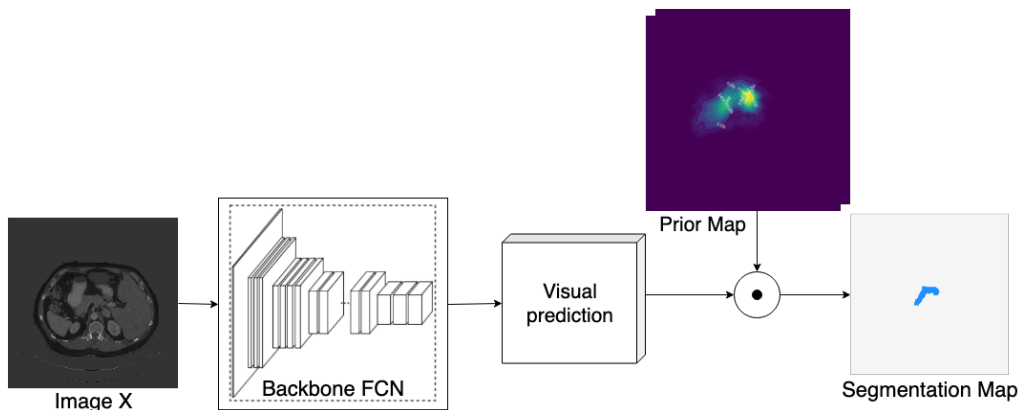 Prior Map
Visual
prediction
Backbone FCN
Image X
Segmentation Map